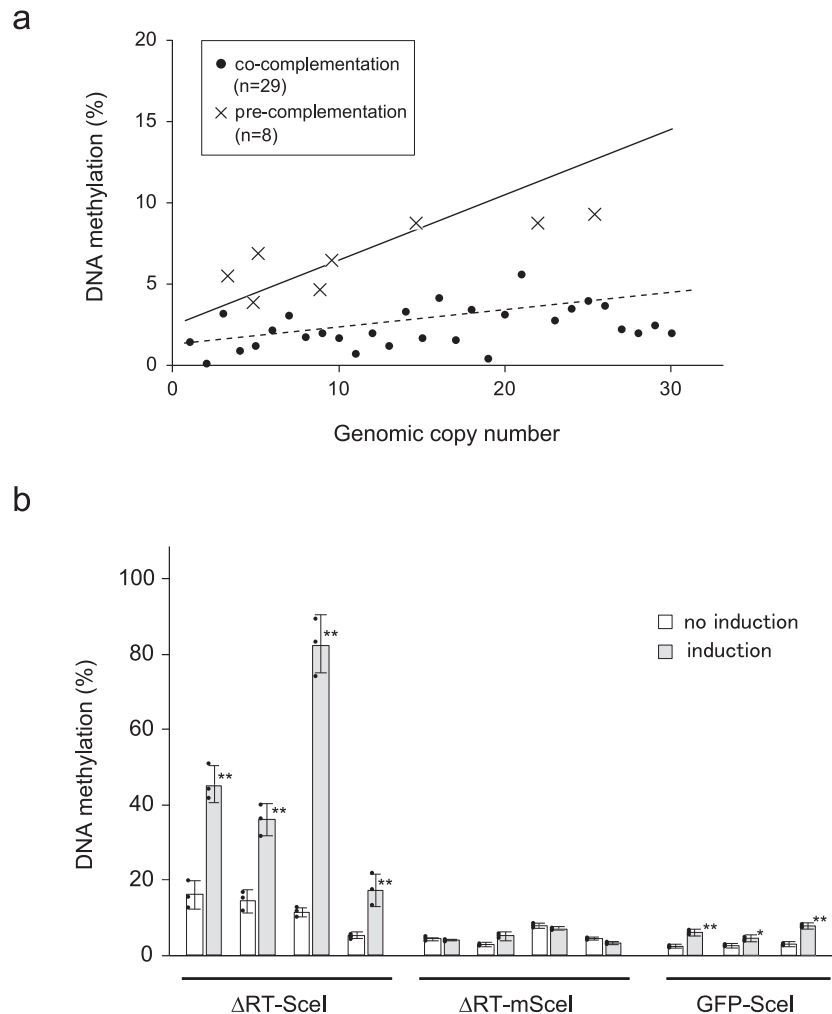 a
20
15
10
5
0
DNA methylation (%)
co-complementation
(n=29)
pre-complementation
(n=8)
0
10
20
30
Genomic copy number
b
100
80
60
40
20
0
DNA methylation (%)
no induction
induction
**
**
**
**
**
*
**
ΔRT-SceI
ΔRT-mSceI
GFP-SceI